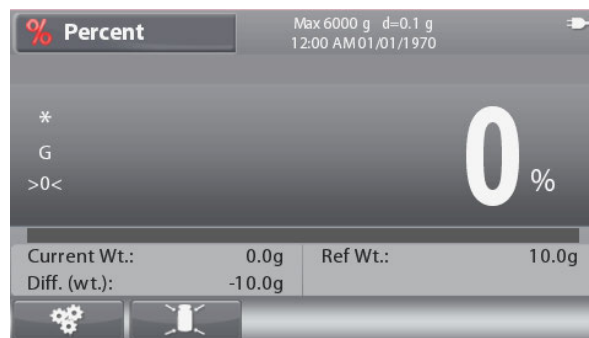 % Percent
Max 6000 g d=0.1 g
12:00 AM 01/01/1970
*
G
>0<
0 %
Current Wt.: 0.0g
Ref Wt.: 10.0g
Diff. (wt.): -10.0g